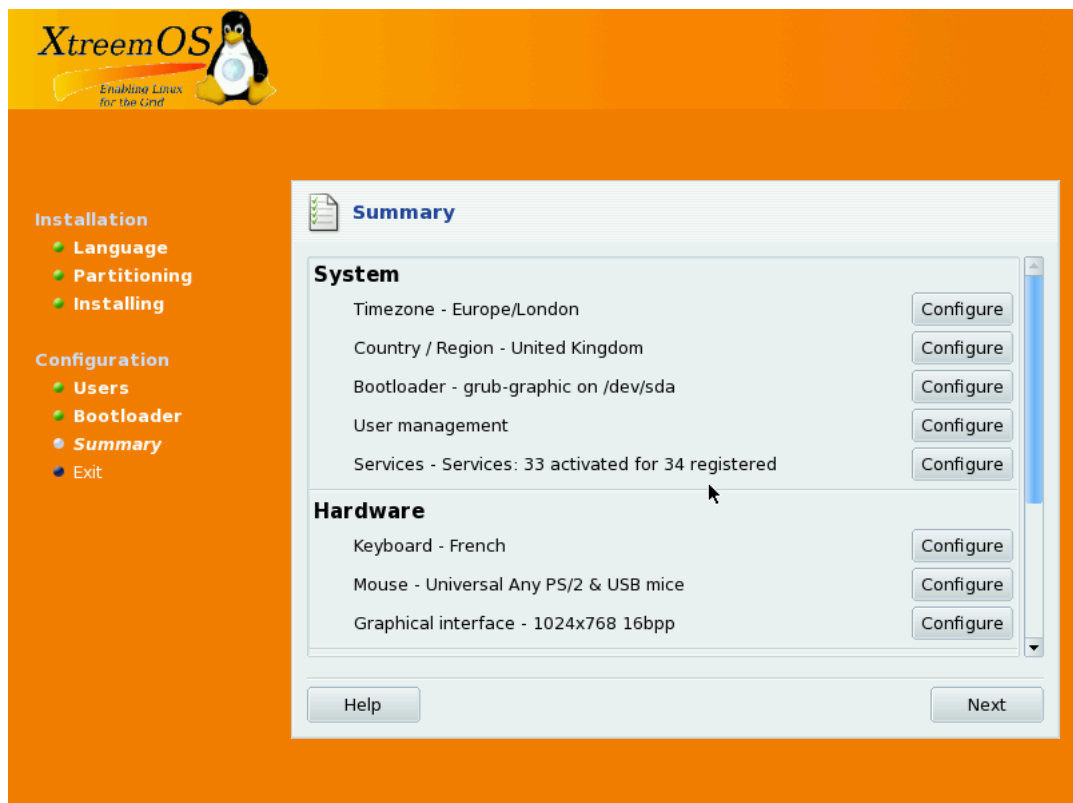 XtreemOS
Enabling Linux
for the Grid
Installation
Language
Partitioning
Installing
Configuration
Users
Bootloader
Summary
Exit
Summary
System
Timezone - Europe/London Configure
Country / Region - United Kingdom Configure
Bootloader - grub-graphic on /dev/sda Configure
User management Configure
Services - Services: 33 activated for 34 registered Configure
Hardware
Keyboard - French Configure
Mouse - Universal Any PS/2 & USB mice Configure
Graphical interface - 1024x768 16bpp Configure
Help Next